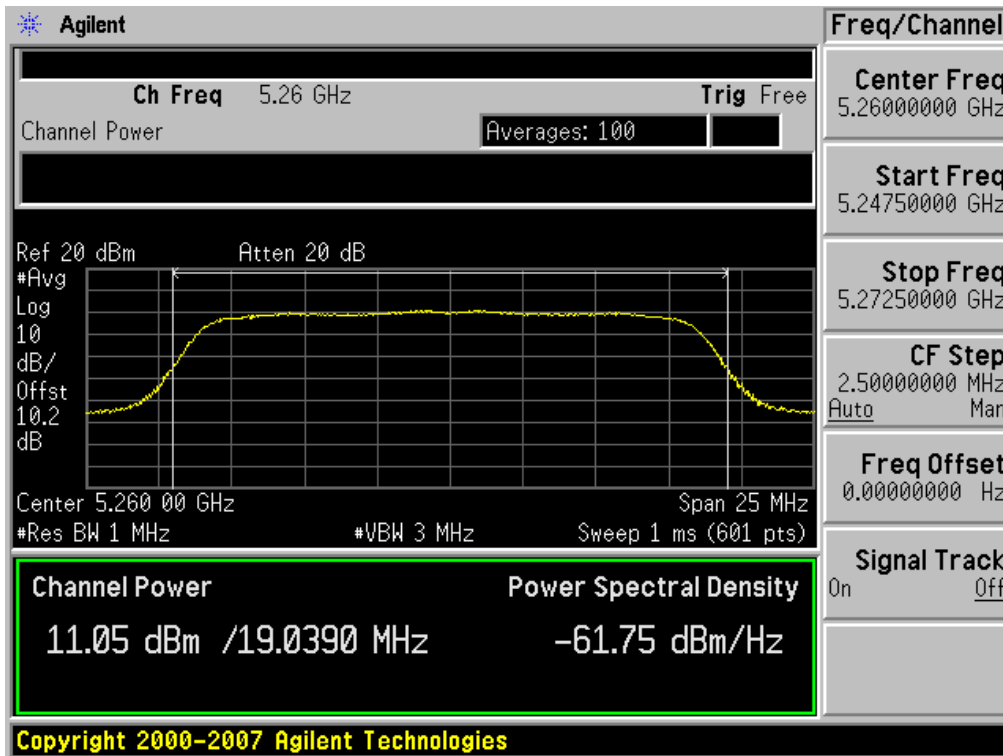 Agilent
Freq/Channel
Ch Freq 5.26 GHz
Trig Free
Channel Power
Averages: 100
Ref 20 dBm
Atten 20 dB
#Avg
Log
10
dB/
Offst
10.2
dB
Center 5.260 00 GHz
Span 25 MHz
#Res BW 1 MHz
#VBW 3 MHz
Sweep 1 ms (601 pts)
Channel Power
Power Spectral Density
11.05 dBm /19.0390 MHz
-61.75 dBm/Hz
Center Freq
5.26000000 GHz
Start Freq
5.24750000 GHz
Stop Freq
5.27250000 GHz
CF Step
2.50000000 MHz
Auto Man
Freq Offset
0.00000000 Hz
Signal Track
On Off
Copyright 2000-2007 Agilent Technologies